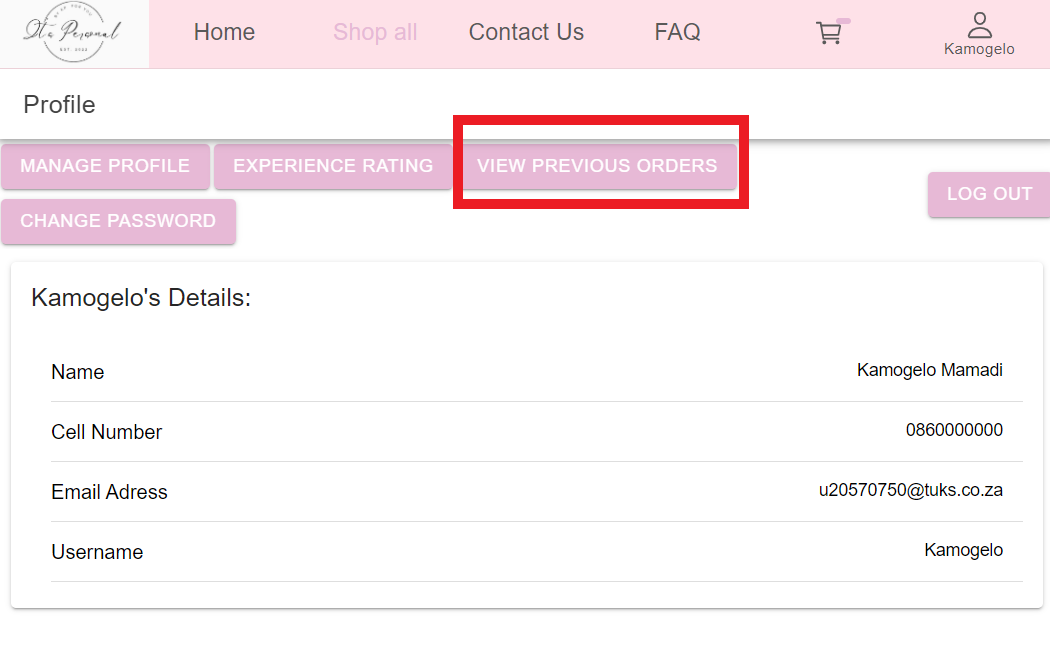 It's Personal
EST. 2022
Home Shop all Contact Us FAQ
Kamogelo
Profile
MANAGE PROFILE EXPERIENCE RATING VIEW PREVIOUS ORDERS
LOG OUT
CHANGE PASSWORD
Kamogelo's Details:
Name Kamogelo Mamadi
Cell Number 0860000000
Email Adress u20570750@tuks.co.za
Username Kamogelo